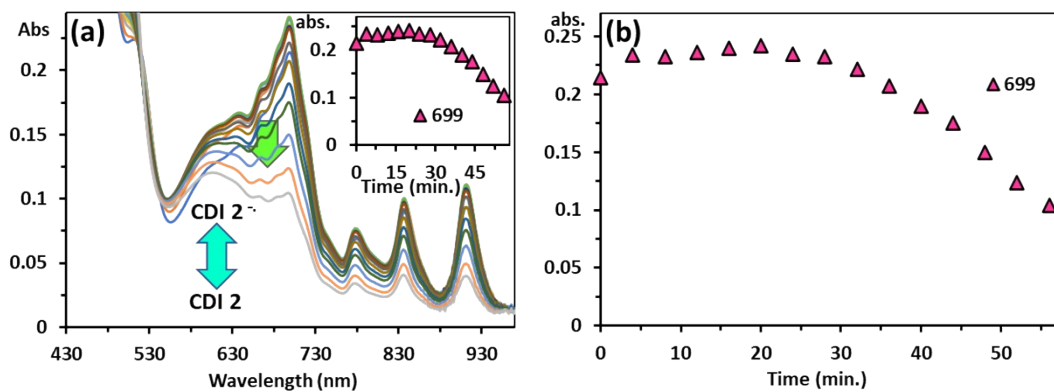 (a)
Abs
0.2
0.15
0.1
0.05
0
430 530 630 730 830 930
Wavelength (nm)
CDI 2 ⁻·
CDI 2
abs.
0.2
0.1
0
0 15 30 45
Time (min.)
699
(b)
abs.
0.25
0.2
0.15
0.1
0.05
0
0 10 20 30 40 50
Time (min.)
699